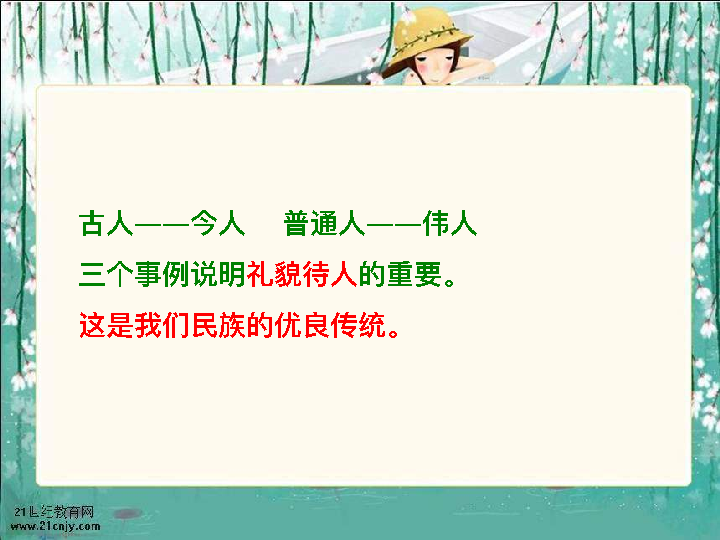 古人——今人 普通人——伟人
三个事例说明礼貌待人的重要。
这是我们民族的优良传统。
21世纪教育网
www.21cnjy.com